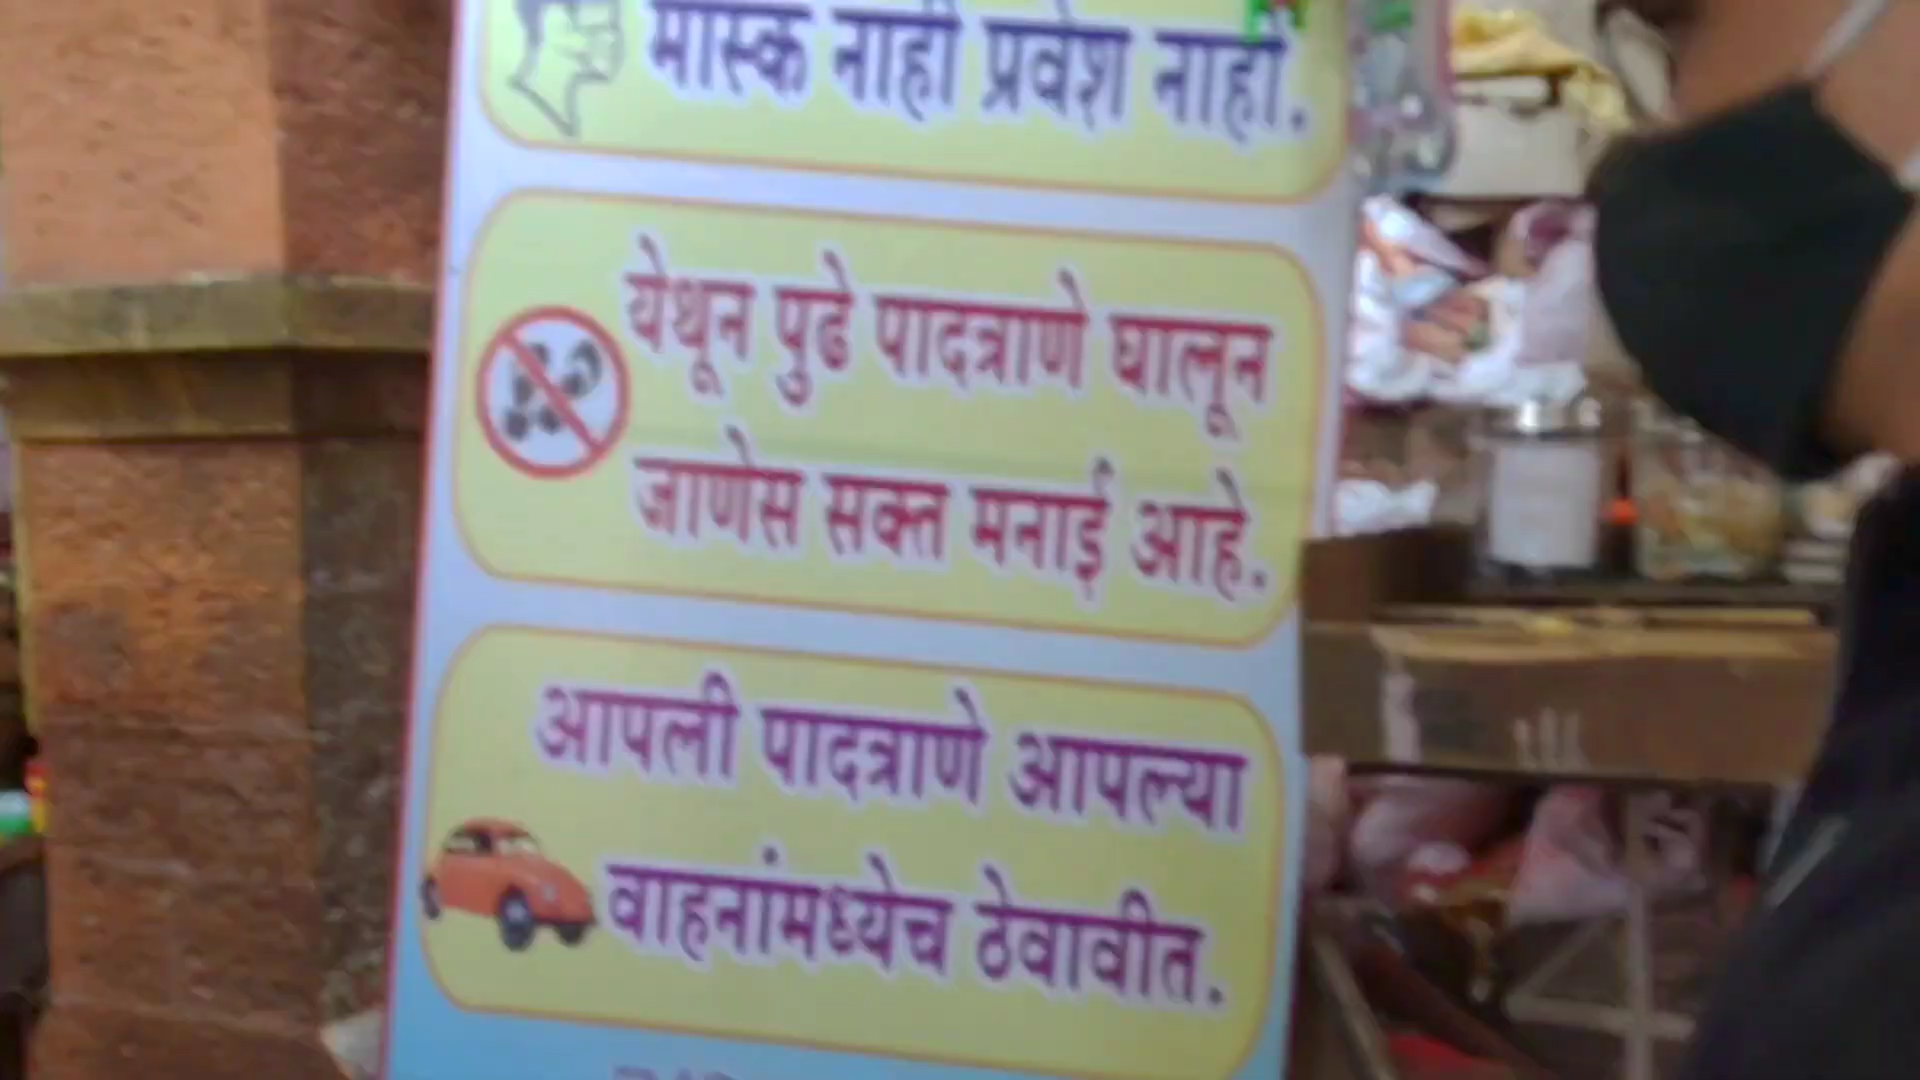 मास्क नाही प्रवेश नाही.
येथून पुढे पादत्राणे घालून
जाणेस सक्त मनाई आहे.
आपली पादत्राणे आपल्या
वाहनांमध्येच ठेवावीत.